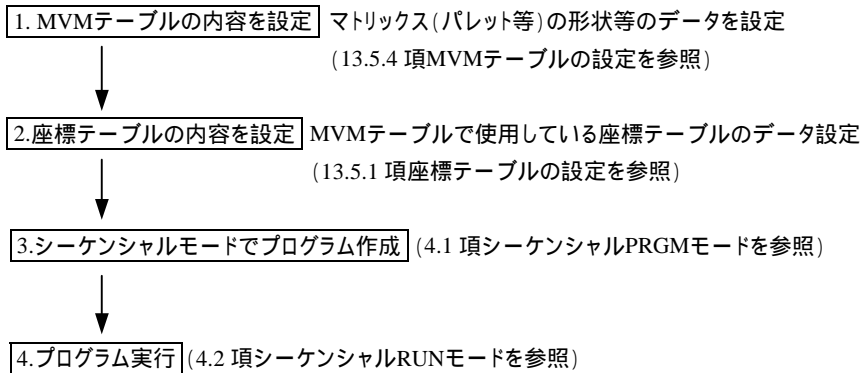 1. MVMテーブルの内容を設定 マトリックス(パレット等)の形状等のデータを設定
(13.5.4 項MVMテーブルの設定を参照)
2.座標テーブルの内容を設定 MVMテーブルで使用している座標テーブルのデータ設定
(13.5.1 項座標テーブルの設定を参照)
3.シーケンシャルモードでプログラム作成 (4.1 項シーケンシャルPRGMモードを参照)
4.プログラム実行 (4.2 項シーケンシャルRUNモードを参照)